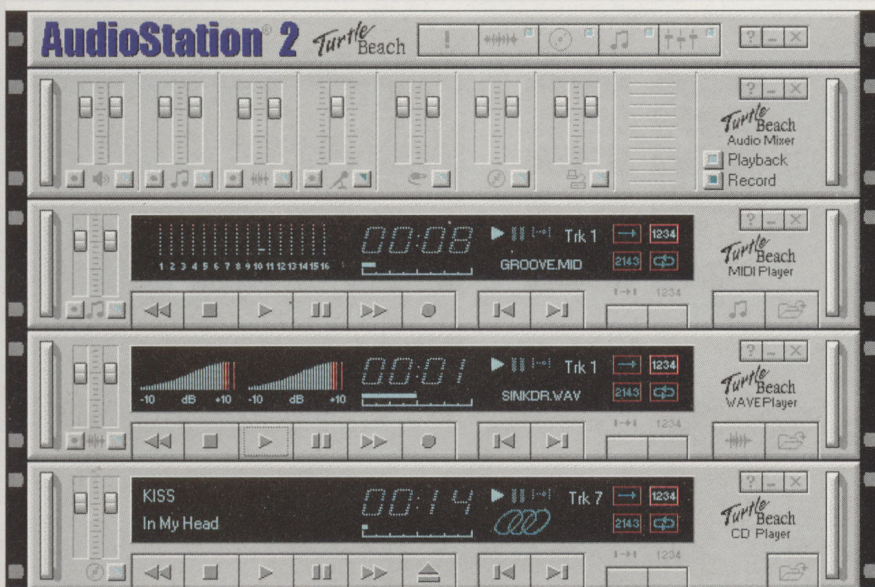 AudioStation® 2 Turtle Beach ! ? - ×
? - ×
Turtle Beach
Audio Mixer
Playback
Record
? - ×
00:08 Trk 1 1234
1 2 3 4 5 6 7 8 9 10 11 12 13 14 15 16
GROOVE.MID 2143
Turtle Beach
MIDI Player
1234
? - ×
00:01 Trk 1 1234
-10 dB +10 -10 dB +10
SINKDR.WAV 2143
Turtle Beach
WAVE Player
1234
? - ×
KISS
In My Head
00:14 Trk 7 1234
2143
Turtle Beach
CD Player
1234